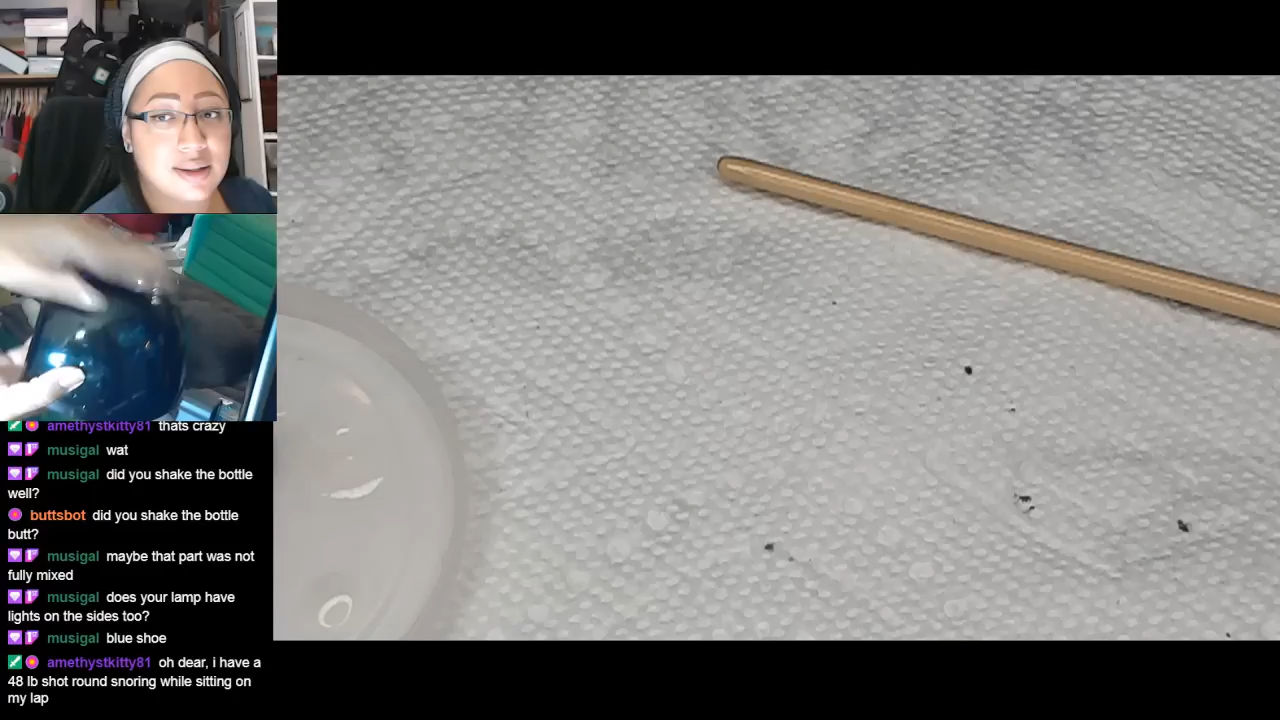 amethystkitty81 thats crazy
musigal wat
musigal did you shake the bottle
well?
buttsbot did you shake the bottle
butt?
musigal maybe that part was not
fully mixed
musigal does your lamp have
lights on the sides too?
musigal blue shoe
amethystkitty81 oh dear, i have a
48 lb shot round snoring while sitting on
my lap